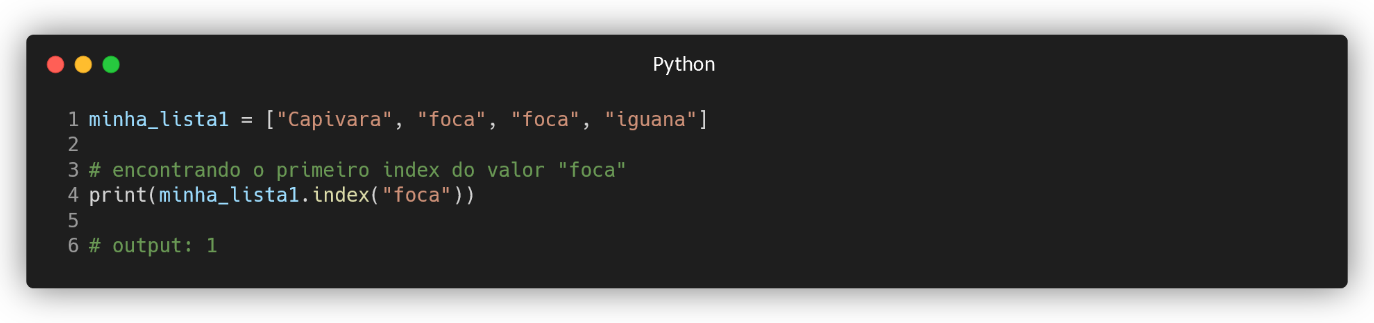 Python
1 minha_lista1 = ["Capivara", "foca", "foca", "iguana"]
2
3 # encontrando o primeiro index do valor "foca"
4 print(minha_lista1.index("foca"))
5
6 # output: 1